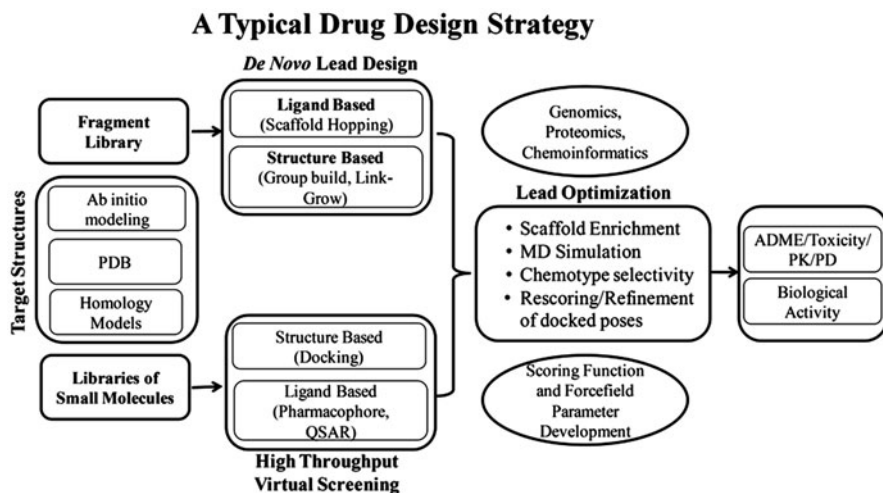 A Typical Drug Design Strategy
De Novo Lead Design
Fragment
Library
Ligand Based
(Scaffold Hopping)
Structure Based
(Group build, Link-
Grow)
Genomics,
Proteomics,
Chemoinformatics
Target Structures
Ab initio
modeling
PDB
Homology
Models
Lead Optimization
• Scaffold Enrichment
• MD Simulation
• Chemotype selectivity
• Rescoring/Refinement
of docked poses
ADME/Toxicity/
PK/PD
Biological
Activity
Libraries of
Small Molecules
Structure Based
(Docking)
Ligand Based
(Pharmacophore,
QSAR)
High Throughput
Virtual Screening
Scoring Function
and Forcefield
Parameter
Development